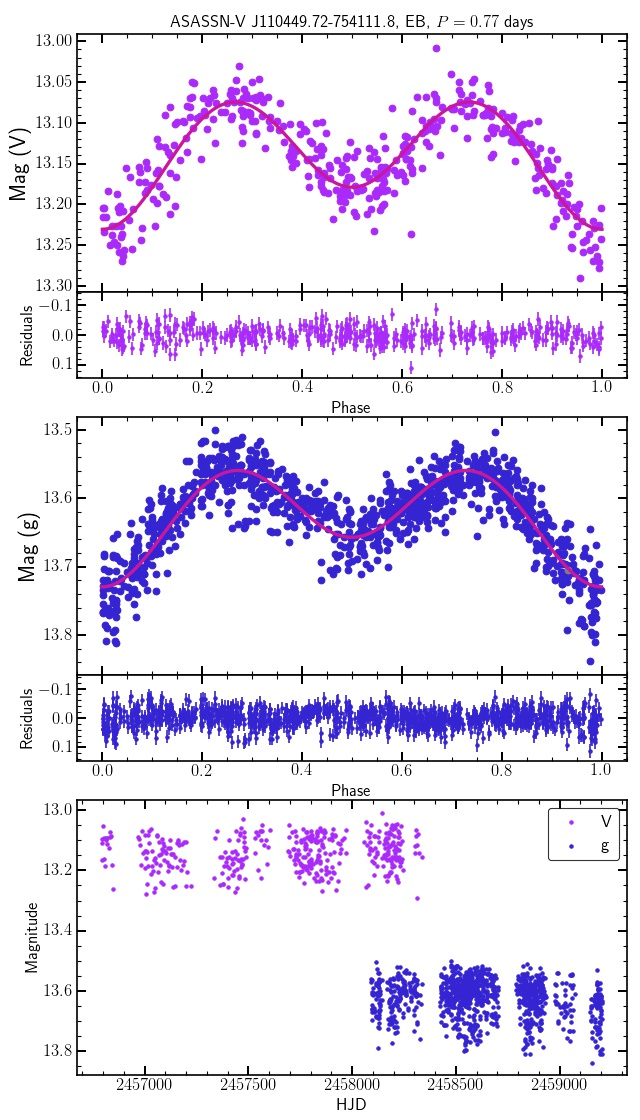 ASASSN-V J110449.72-754111.8, EB, P = 0.77 days
13.00
13.05
13.10
13.15
13.20
13.25
13.30
Mag (V)
−0.1
0.0
0.1
Residuals
0.0 0.2 0.4 0.6 0.8 1.0
Phase
13.5
13.6
13.7
13.8
Mag (g)
−0.1
0.0
0.1
Residuals
0.0 0.2 0.4 0.6 0.8 1.0
Phase
13.0
13.2
13.4
13.6
13.8
Magnitude
V
g
2457000 2457500 2458000 2458500 2459000
HJD